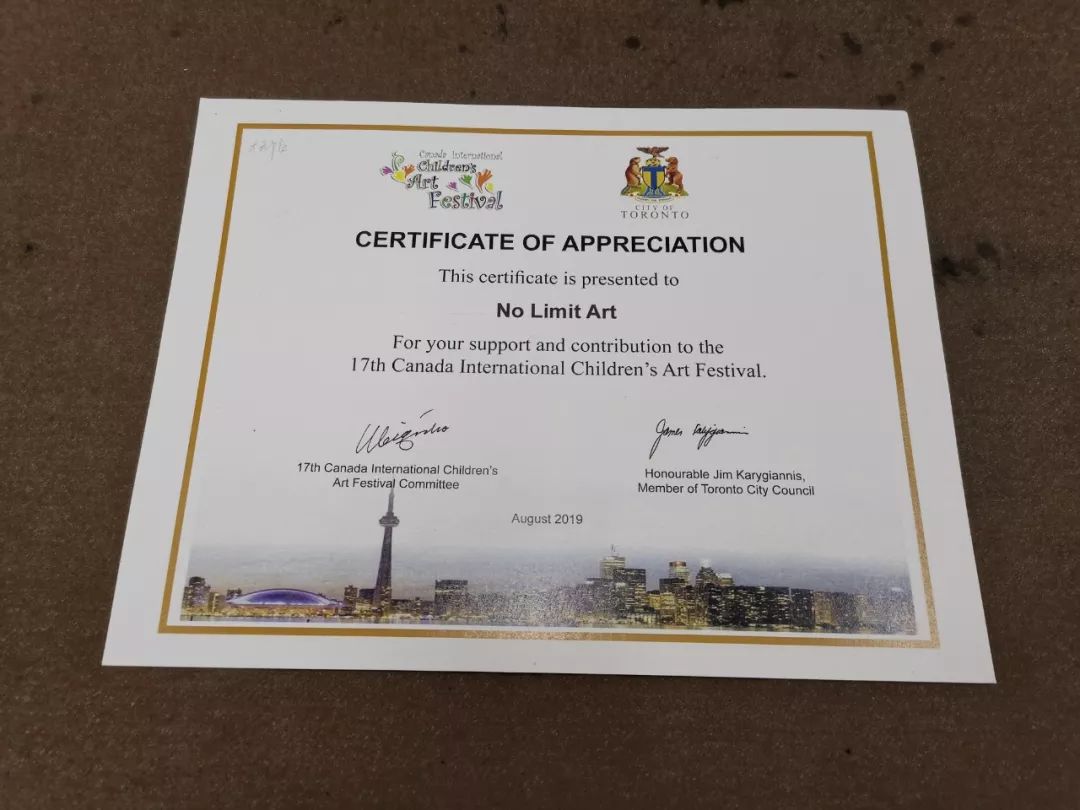 Canada International
Children's
Art
Festival
CITY OF
TORONTO
CERTIFICATE OF APPRECIATION
This certificate is presented to
No Limit Art
For your support and contribution to the
17th Canada International Children's Art Festival.
James Karygiannis
17th Canada International Children's
Art Festival Committee
Honourable Jim Karygiannis,
Member of Toronto City Council
August 2019